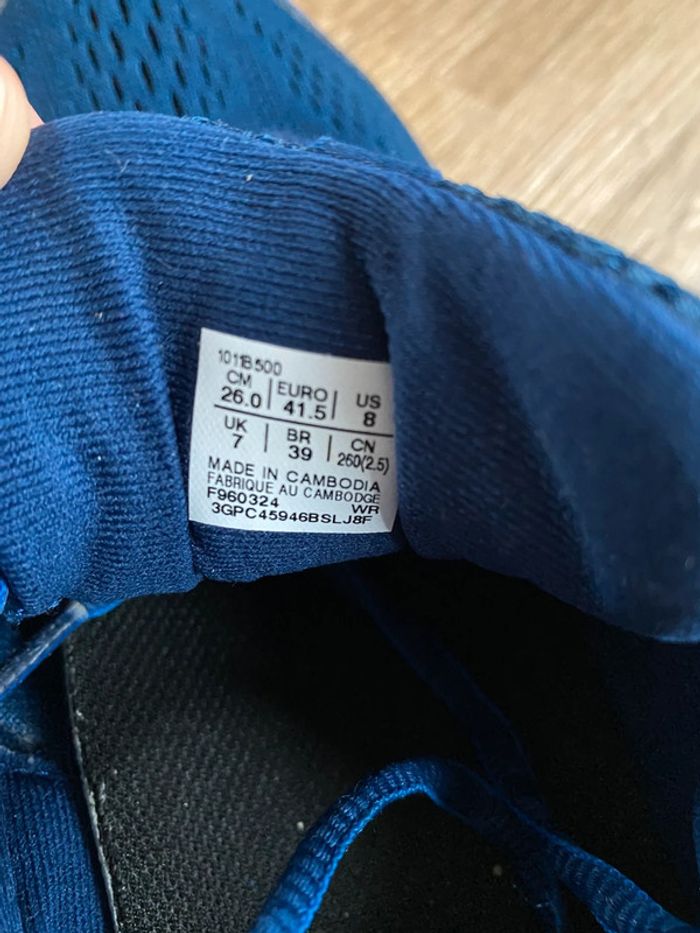 1011B500
CM 26.0 | EURO 41.5 | US 8
UK 7 | BR 39 | CN 260(2.5)
MADE IN CAMBODIA
FABRIQUE AU CAMBODGE
F960324 WR
3GPC45946BSLJ8F